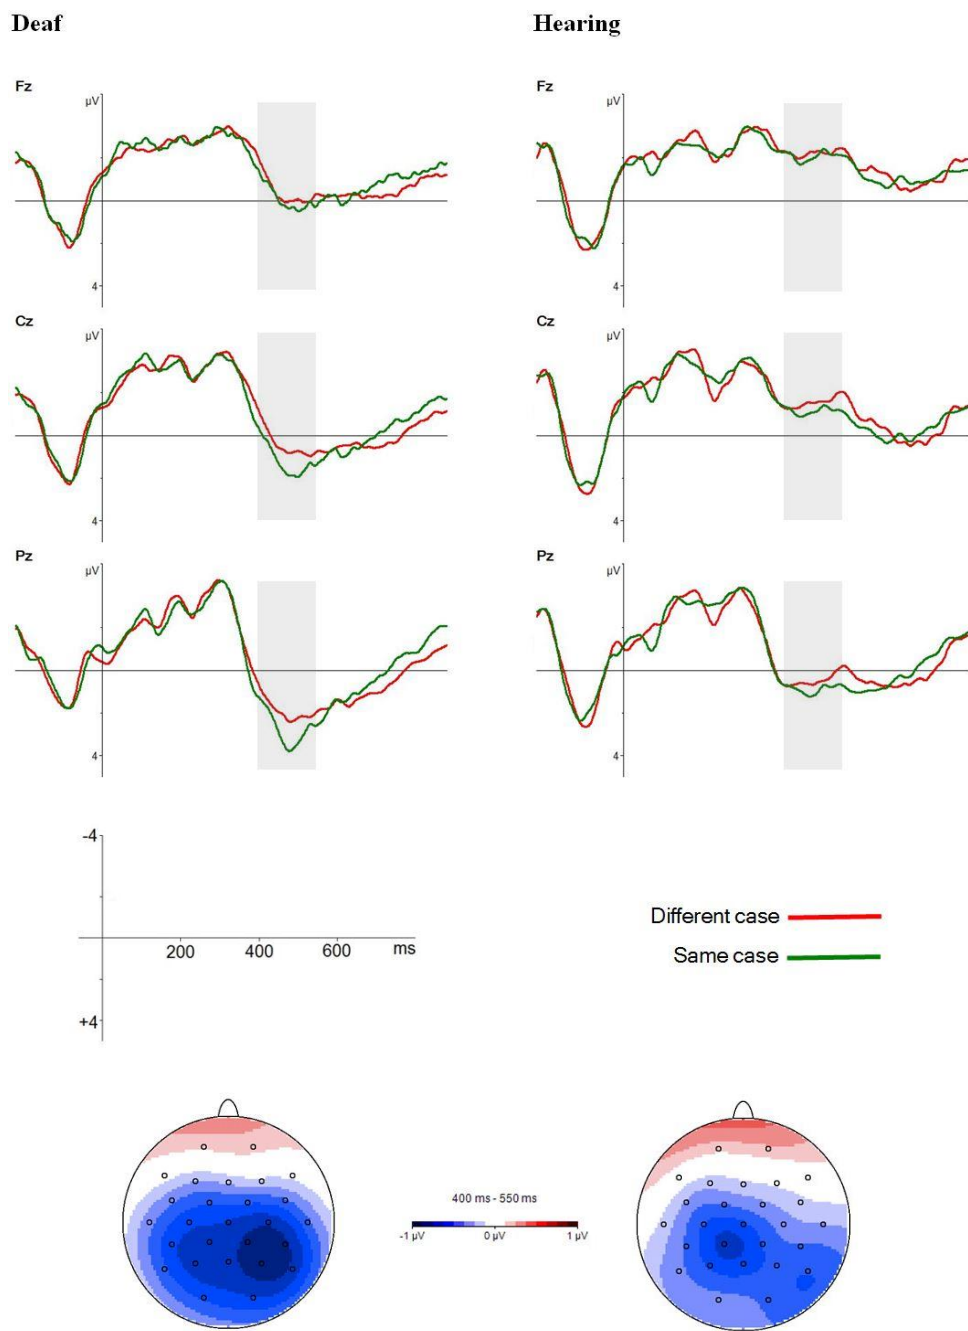 Deaf Hearing
Fz Fz
µV µV
4 4
Cz Cz
µV µV
4 4
Pz Pz
µV µV
4 4
-4
200 400 600 ms
+4
Different case
Same case
400 ms - 550 ms
-1 µV 0 µV 1 µV